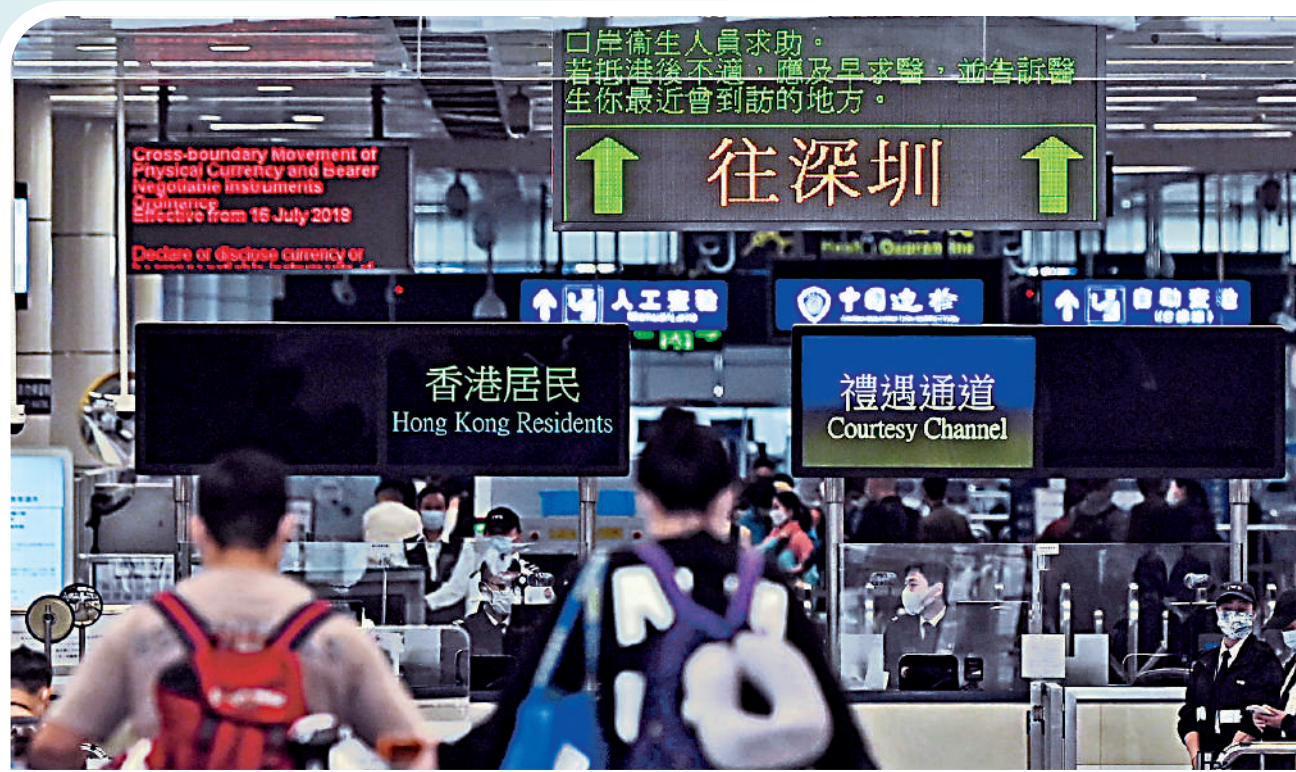 口岸衞生人員求助。
若抵港後不適，應及早求醫，並告訴醫
生你最近曾到訪的地方。
往深圳
Cross-boundary Movement of
Physical Currency and Bearer
Negotiable Instruments
Ordinance
Effective from 16 July 2018
Declare or disclose currency or
人工查驗
中国边检
自助查驗
香港居民
Hong Kong Residents
禮遇通道
Courtesy Channel